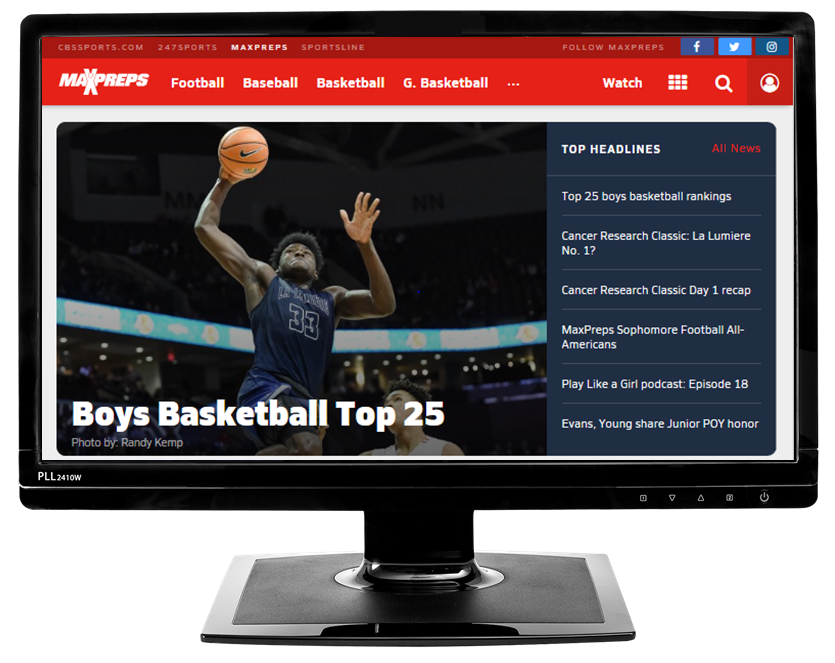 CBSSPORTS.COM 247SPORTS MAXPREPS SPORTSLINE FOLLOW MAXPREPS
MAXPREPS Football Baseball Basketball G. Basketball ... Watch
TOP HEADLINES All News
Top 25 boys basketball rankings
Cancer Research Classic: La Lumiere
No. 1?
Cancer Research Classic Day 1 recap
MaxPreps Sophomore Football All-
Americans
Play Like a Girl podcast: Episode 18
Evans, Young share Junior POY honor
LA LUMIERE
33
Boys Basketball Top 25
Photo by: Randy Kemp
PLL2410W